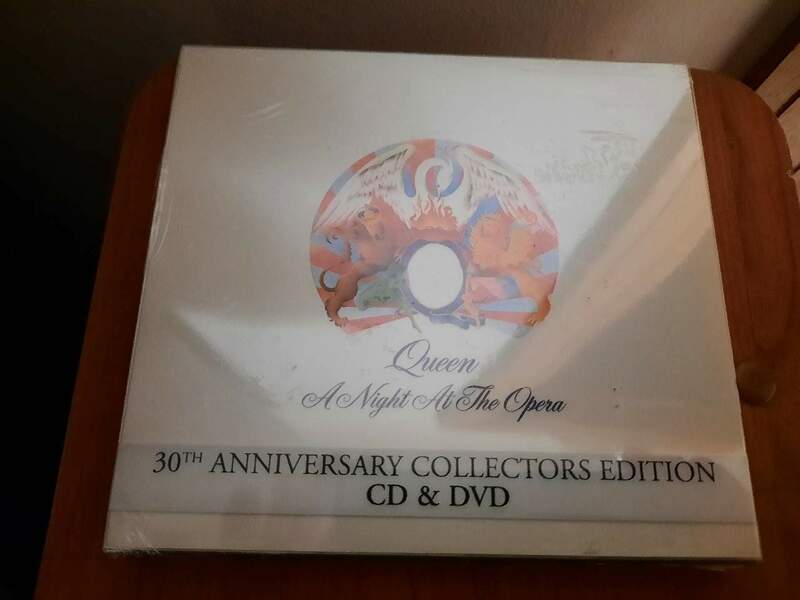 Queen
A Night At The Opera
30TH ANNIVERSARY COLLECTORS EDITION
CD & DVD